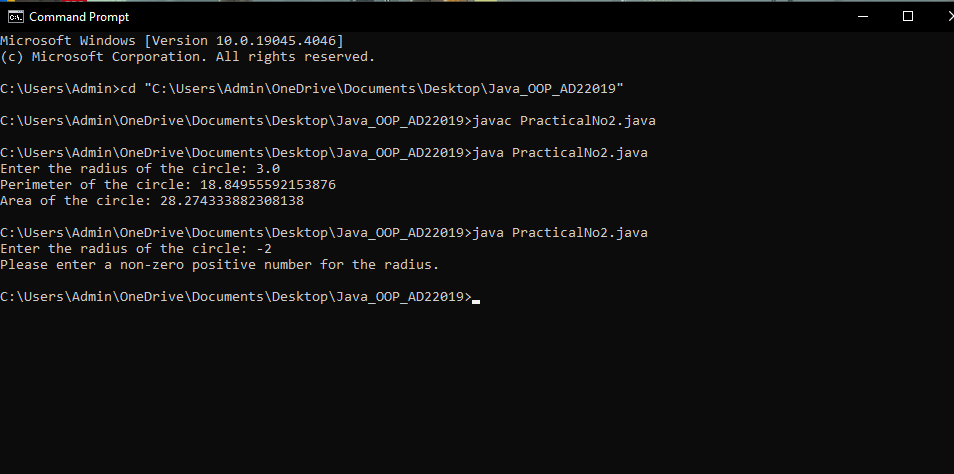 Command Prompt
Microsoft Windows [Version 10.0.19045.4046]
(c) Microsoft Corporation. All rights reserved.
C:\Users\Admin>cd "C:\Users\Admin\OneDrive\Documents\Desktop\Java_OOP_AD22019"
C:\Users\Admin\OneDrive\Documents\Desktop\Java_OOP_AD22019>javac PracticalNo2.java
C:\Users\Admin\OneDrive\Documents\Desktop\Java_OOP_AD22019>java PracticalNo2.java
Enter the radius of the circle: 3.0
Perimeter of the circle: 18.84955592153876
Area of the circle: 28.274333882308138
C:\Users\Admin\OneDrive\Documents\Desktop\Java_OOP_AD22019>java PracticalNo2.java
Enter the radius of the circle: -2
Please enter a non-zero positive number for the radius.
C:\Users\Admin\OneDrive\Documents\Desktop\Java_OOP_AD22019>